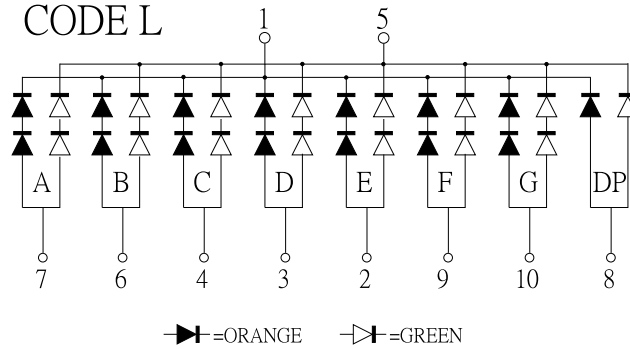 CODE L
1 5
A B C D E F G DP
7 6 4 3 2 9 10 8
=ORANGE =GREEN